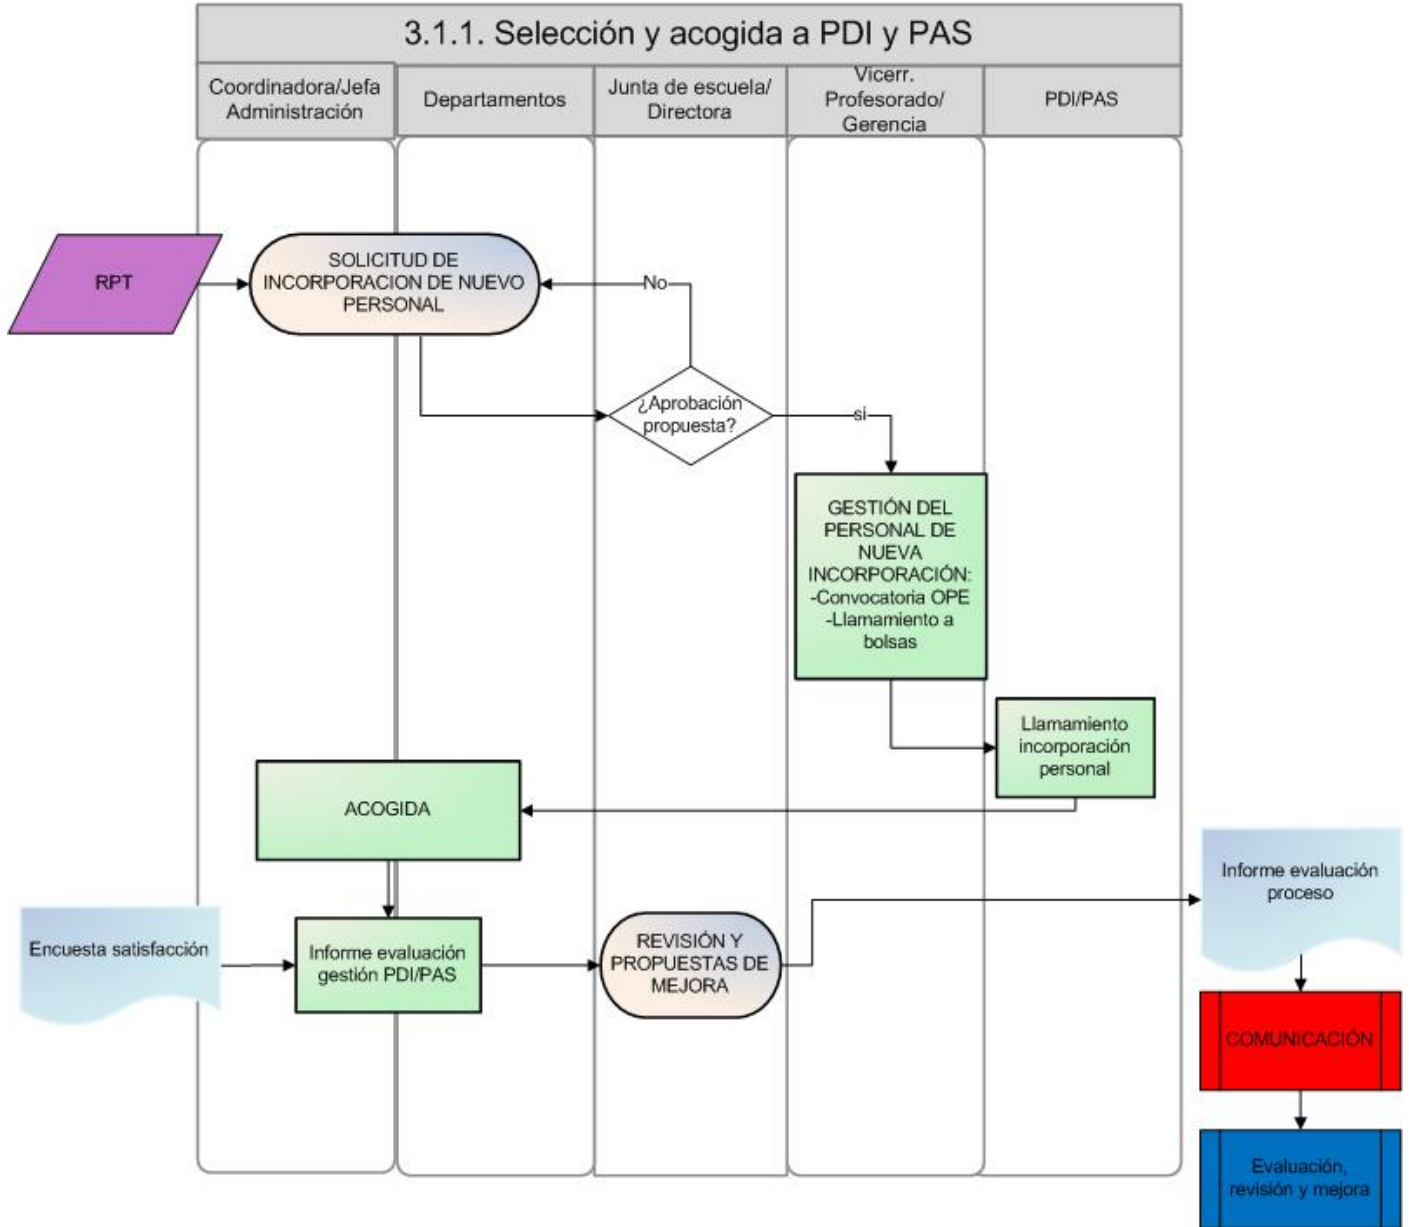 3.1.1. Selección y acogida a PDI y PAS
Coordinadora/Jefa
Administración
Departamentos
Junta de escuela/
Directora
Vicerr.
Profesorado/
Gerencia
PDI/PAS
RPT
SOLICITUD DE
INCORPORACION DE NUEVO
PERSONAL
No
¿Aprobación
propuesta?
si
GESTIÓN DEL
PERSONAL DE
NUEVA
INCORPORACIÓN:
-Convocatoria OPE
-Llamamiento a
bolsas
Llamamiento
incorporación
personal
ACOGIDA
Informe evaluación
proceso
Encuesta satisfacción
Informe evaluación
gestión PDI/PAS
REVISIÓN Y
PROPUESTAS DE
MEJORA
COMUNICACIÓN
Evaluación,
revisión y mejora